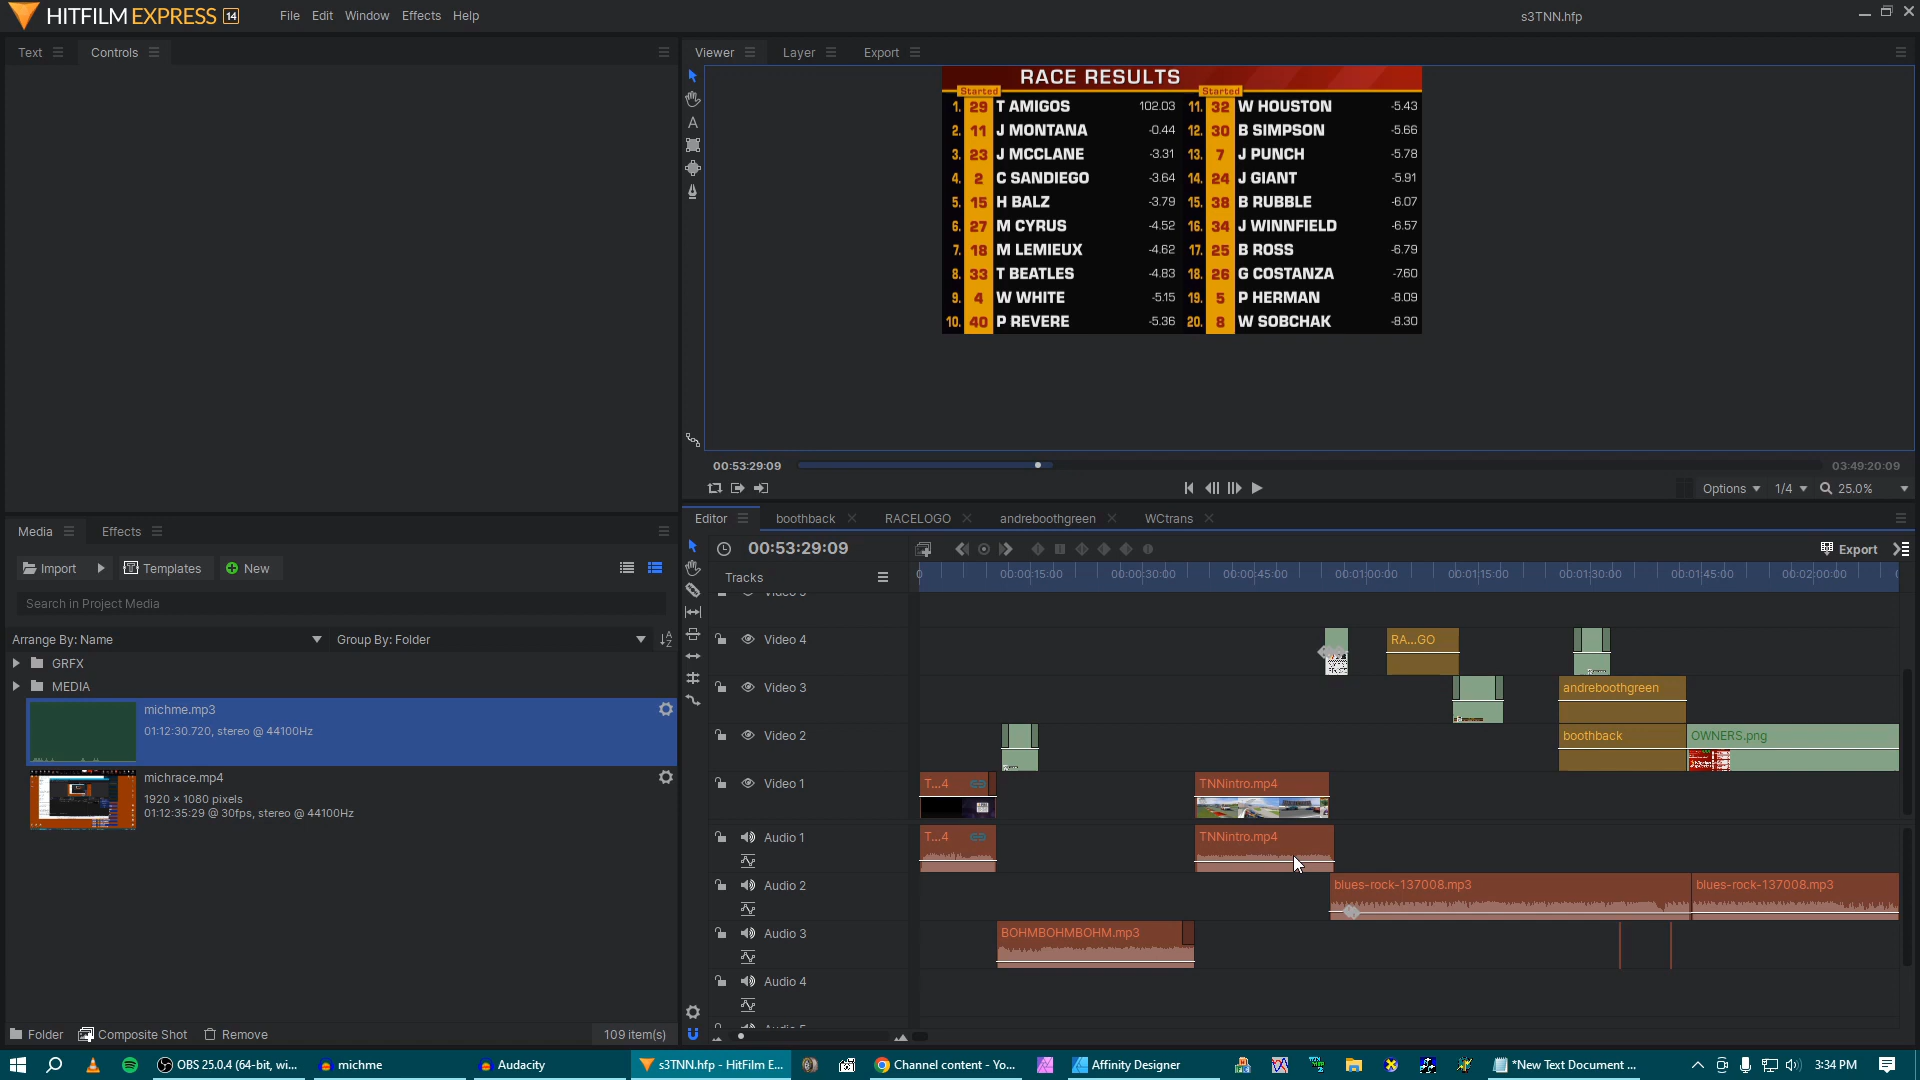 HITFILM EXPRESS 14
File Edit Window Effects Help
s3TNN.hfp
Text Controls
Viewer Layer Export
RACE RESULTS
Started Started
1. 29 T AMIGOS 102.03 11. 32 W HOUSTON -5.43
2. 11 J MONTANA -0.44 12. 30 B SIMPSON -5.66
3. 23 J MCCLANE -3.31 13. 7 J PUNCH -5.78
4. 2 C SANDIEGO -3.64 14. 24 J GIANT -5.91
5. 15 H BALZ -3.79 15. 38 B RUBBLE -6.07
6. 27 M CYRUS -4.52 16. 34 J WINNFIELD -6.57
7. 18 M LEMIEUX -4.62 17. 25 B ROSS -6.79
8. 33 T BEATLES -4.83 18. 26 G COSTANZA -7.60
9. 4 W WHITE -5.15 19. 5 P HERMAN -8.09
10. 40 P REVERE -5.36 20. 8 W SOBCHAK -8.30
00:53:29:09 03:49:20:09
Options 1/4 25.0%
Media Effects
Editor boothback RACELOGO andreboothgreen WCtrans
Import Templates New
00:53:29:09 Export
Tracks
0 00:00:15:00 00:00:30:00 00:00:45:00 00:01:00:00 00:01:15:00 00:01:30:00 00:01:45:00 00:02:00:00
Search in Project Media
Arrange By: Name Group By: Folder
GRFX
MEDIA
michme.mp3
01:12:30.720, stereo @ 44100Hz
michrace.mp4
1920 × 1080 pixels
01:12:35:29 @ 30fps, stereo @ 44100Hz
Video 4 RA...GO
Video 3 andreboothgreen
Video 2 boothback OWNERS.png
Video 1 T...4 TNNintro.mp4
Audio 1 T...4 TNNintro.mp4
Audio 2 blues-rock-137008.mp3 blues-rock-137008.mp3
Audio 3 BOHMBOHMBOHM.mp3
Audio 4
Folder Composite Shot Remove 109 item(s)
OBS 25.0.4 (64-bit, wi... michme Audacity s3TNN.hfp - HitFilm E... Channel content - Yo... Affinity Designer *New Text Document ... 3:34 PM